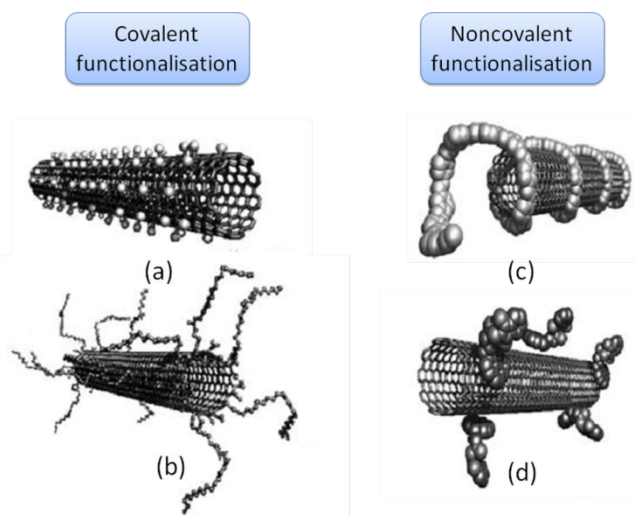 Covalent
functionalisation
Noncovalent
functionalisation
(a)
(c)
(b)
(d)